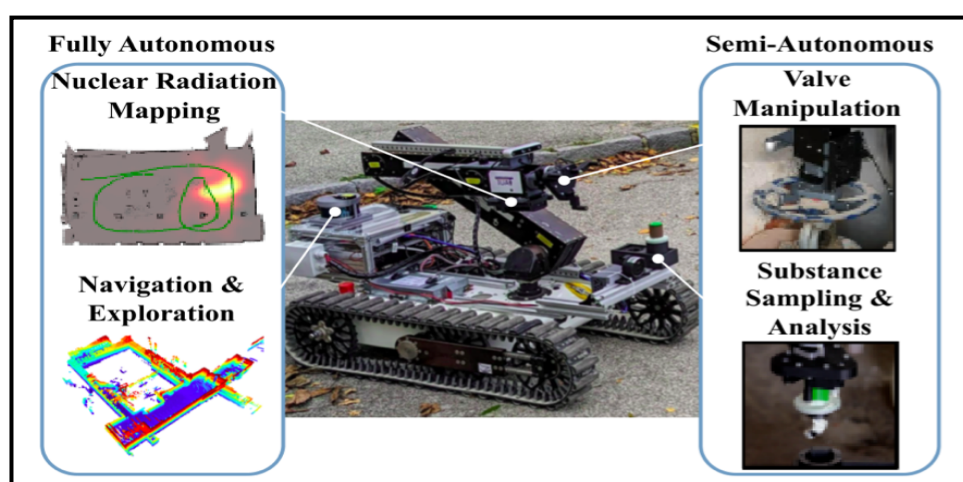 Fully Autonomous
Nuclear Radiation
Mapping
Navigation &
Exploration
Semi-Autonomous
Valve
Manipulation
Substance
Sampling &
Analysis